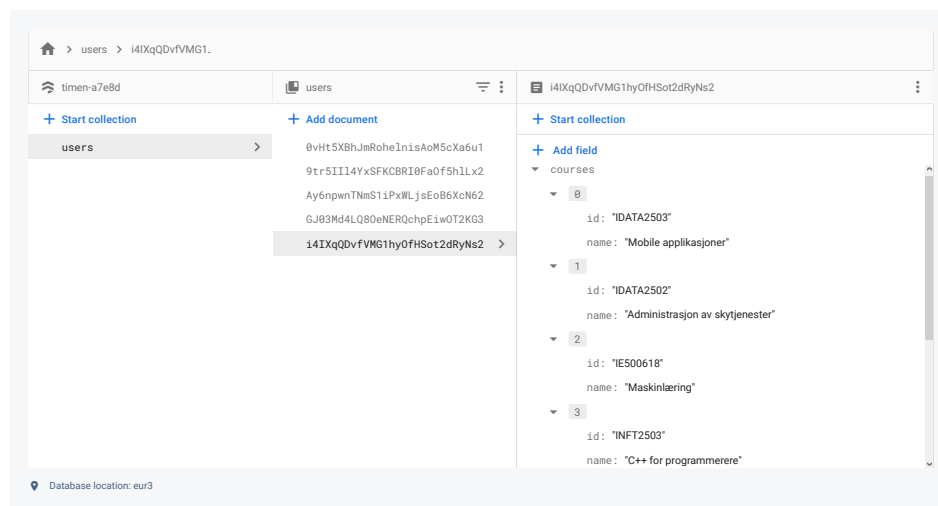 users
i4IXqQDvfVMG1..
timen-a7e8d
users
i4IXqQDvfVMG1hyOfHSot2dRyNs2
Start collection
users
Add document
0vHt5XBhJmRohelnisAoM5cXa6u1
9tr5IIl4YxSFKCBRI0FaOf5hlLx2
Ay6npwnTNmS1iPxWLjsEoB6XcN62
GJ03Md4LQ8OeNERQchpEiwOT2KG3
i4IXqQDvfVMG1hyOfHSot2dRyNs2
Start collection
Add field
courses
0
id: "IDATA2503"
name: "Mobile applikasjoner"
1
id: "IDATA2502"
name: "Administrasjon av skytjenester"
2
id: "IE500618"
name: "Maskinlæring"
3
id: "INFT2503"
name: "C++ for programmerere"
Database location: eur3